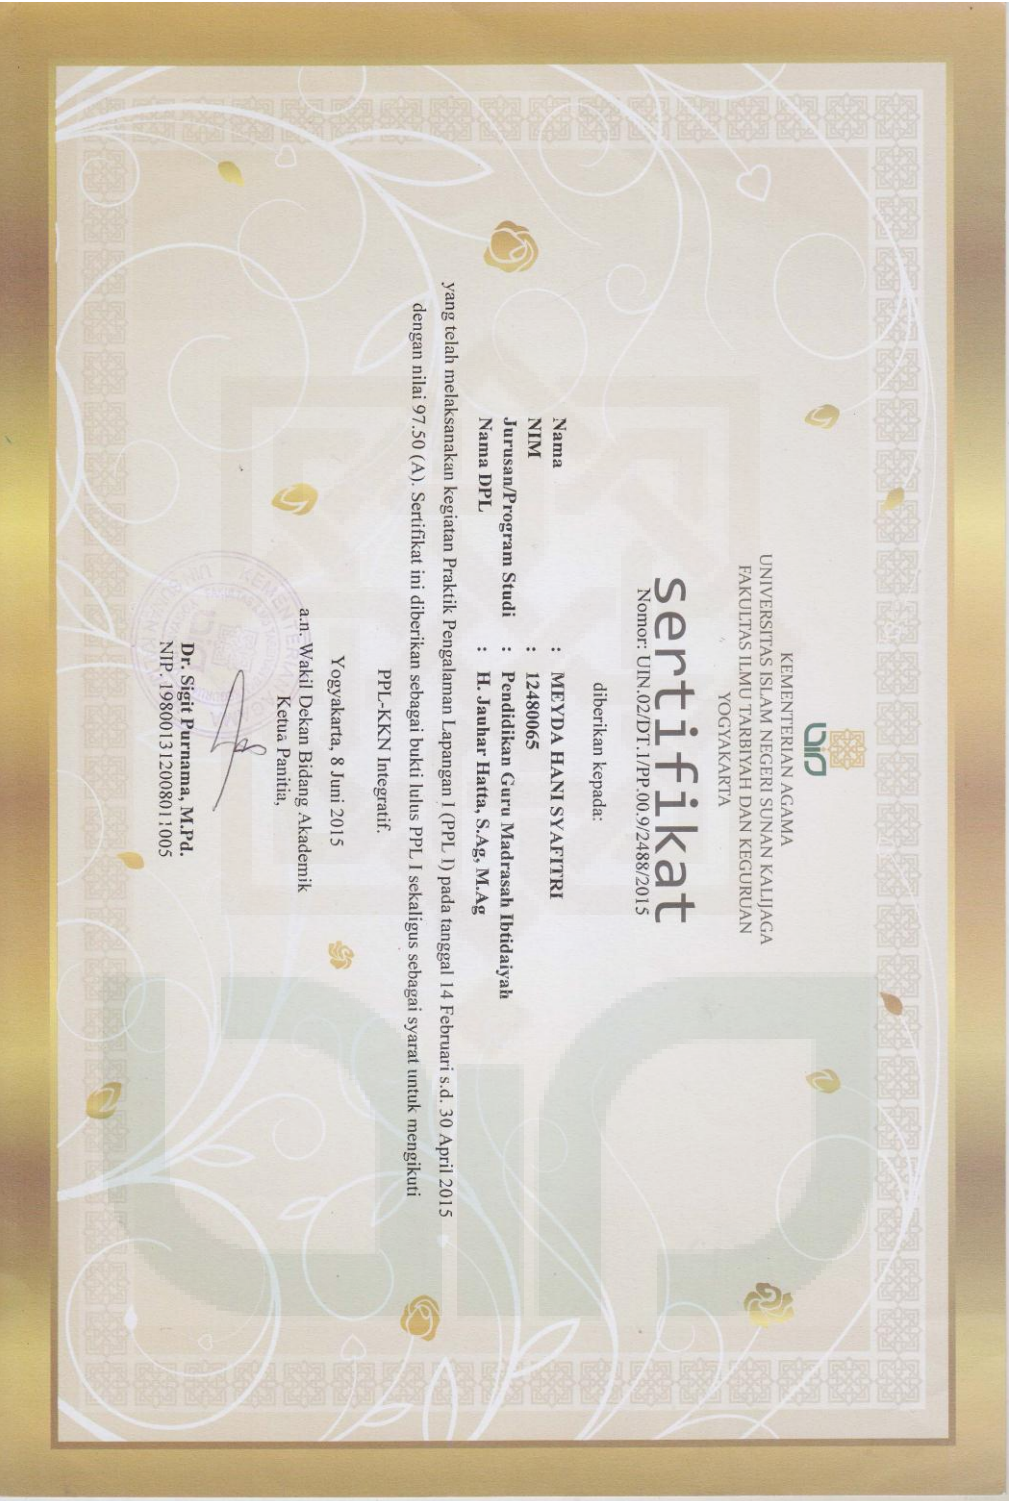 uin
KEMENTERIAN AGAMA
UNIVERSITAS ISLAM NEGERI SUNAN KALIJAGA
FAKULTAS ILMU TARBIYAH DAN KEGURUAN
YOGYAKARTA
sertifikat
Nomor: UIN.02/DT.1/PP.00.9/2488/2015
diberikan kepada:
Nama : MEYDA HANI SYAFITRI
NIM : 12480065
Jurusan/Program Studi : Pendidikan Guru Madrasah Ibtidaiyah
Nama DPL : H. Jauhar Hatta, S.Ag, M.Ag
yang telah melaksanakan kegiatan Praktik Pengalaman Lapangan I (PPL I) pada tanggal 14 Februari s.d. 30 April 2015
dengan nilai 97.50 (A). Sertifikat ini diberikan sebagai bukti lulus PPL I sekaligus sebagai syarat untuk mengikuti
PPL-KKN Integratif.
Yogyakarta, 8 Juni 2015
a.n. Wakil Dekan Bidang Akademik
Ketua Panitia,
Dr. Sigit Purnama, M.Pd.
NIP. 19800131 200801 1 005